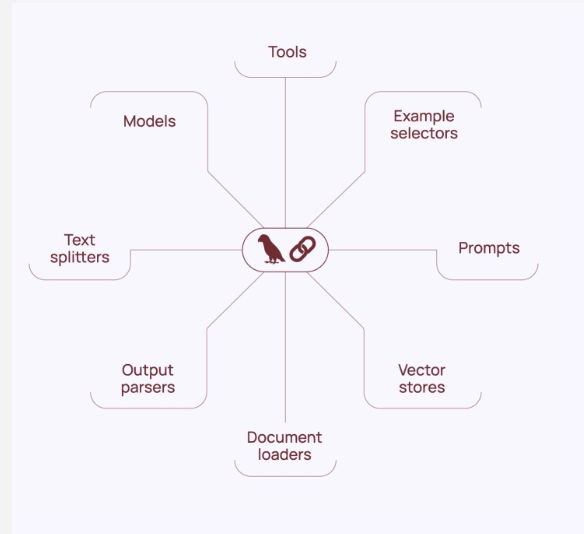 Tools
Models
Example
selectors
Text
splitters
Prompts
Output
parsers
Vector
stores
Document
loaders